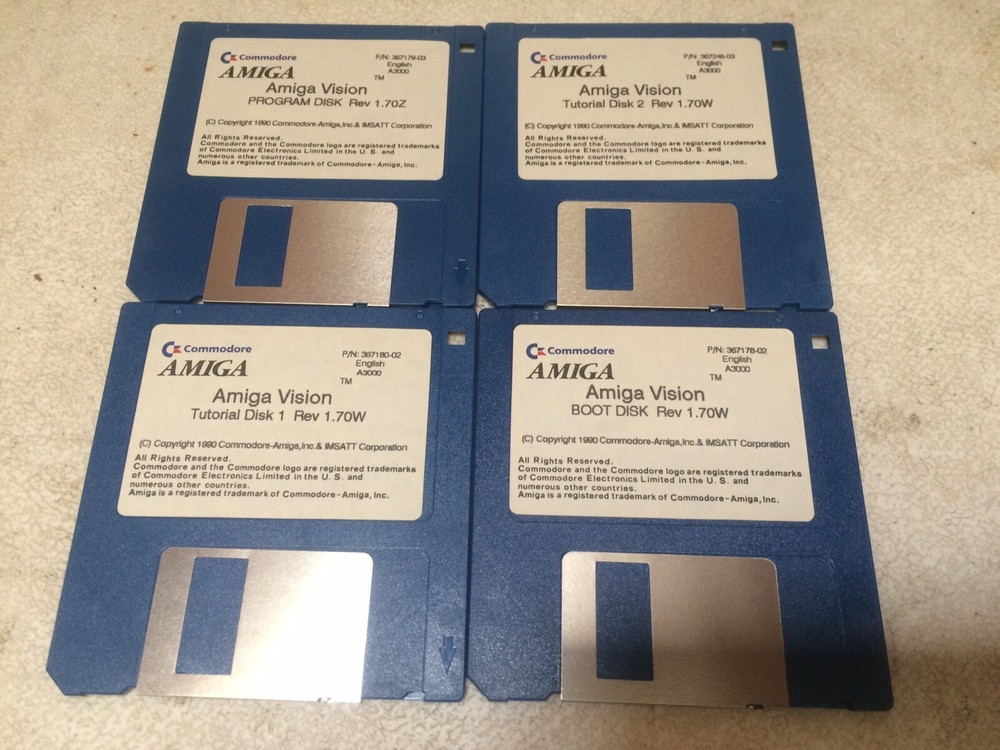 Commodore
P/N: 367179-03
English
A3000
AMIGA
TM
Amiga Vision
PROGRAM DISK Rev 1.70Z
(C) Copyright 1990 Commodore-Amiga,Inc.& IMSATT Corporation
All Rights Reserved.
Commodore and the Commodore logo are registered trademarks
of Commodore Electronics Limited in the U. S. and
numerous other countries.
Amiga is a registered trademark of Commodore-Amiga, Inc.
Commodore
P/N: 367246-03
English
A3000
AMIGA
TM
Amiga Vision
Tutorial Disk 2 Rev 1.70W
(C) Copyright 1990 Commodore-Amiga,Inc.& IMSATT Corporation
All Rights Reserved.
Commodore and the Commodore logo are registered trademarks
of Commodore Electronics Limited in the U. S. and
numerous other countries.
Amiga is a registered trademark of Commodore-Amiga, Inc.
Commodore
P/N: 367180-02
English
A3000
AMIGA
TM
Amiga Vision
Tutorial Disk 1 Rev 1.70W
(C) Copyright 1990 Commodore-Amiga,Inc.& IMSATT Corporation
All Rights Reserved.
Commodore and the Commodore logo are registered trademarks
of Commodore Electronics Limited in the U. S. and
numerous other countries.
Amiga is a registered trademark of Commodore-Amiga, Inc.
Commodore
P/N: 367178-02
English
A3000
AMIGA
TM
Amiga Vision
BOOT DISK Rev 1.70W
(C) Copyright 1990 Commodore-Amiga,Inc.& IMSATT Corporation
All Rights Reserved.
Commodore and the Commodore logo are registered trademarks
of Commodore Electronics Limited in the U. S. and
numerous other countries.
Amiga is a registered trademark of Commodore-Amiga, Inc.